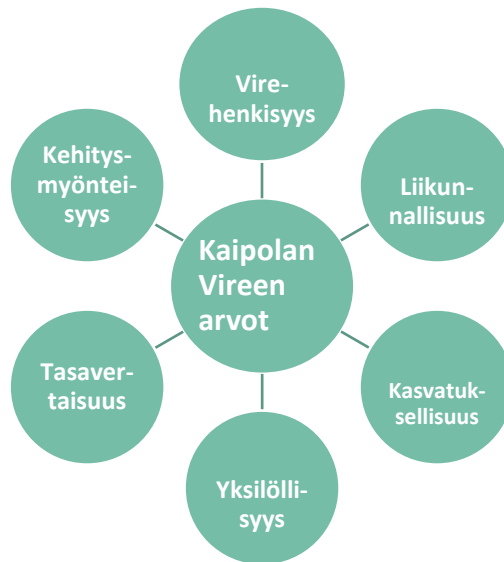 Vire-
henkisyys
Kehitys-
myöntei-
syys
Liikun-
nallisuus
Kaipolan
Vireen
arvot
Tasaver-
taisuus
Kasvatuk-
sellisuus
Yksilölli-
syys